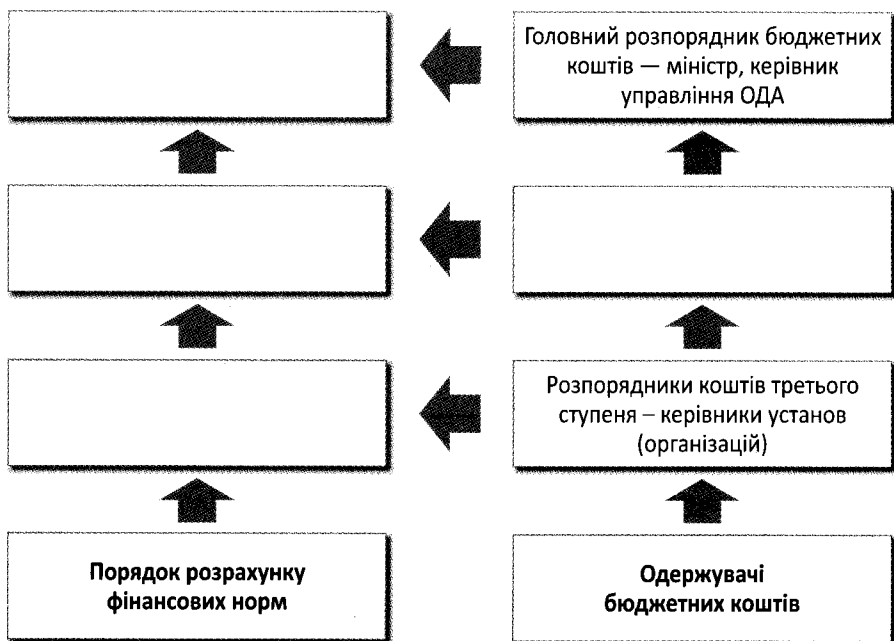 Головний розпорядник бюджетних
коштів — міністр, керівник
управління ОДА
Розпорядники коштів третього
ступеня – керівники установ
(організацій)
Порядок розрахунку
фінансових норм
Одержувачі
бюджетних коштів